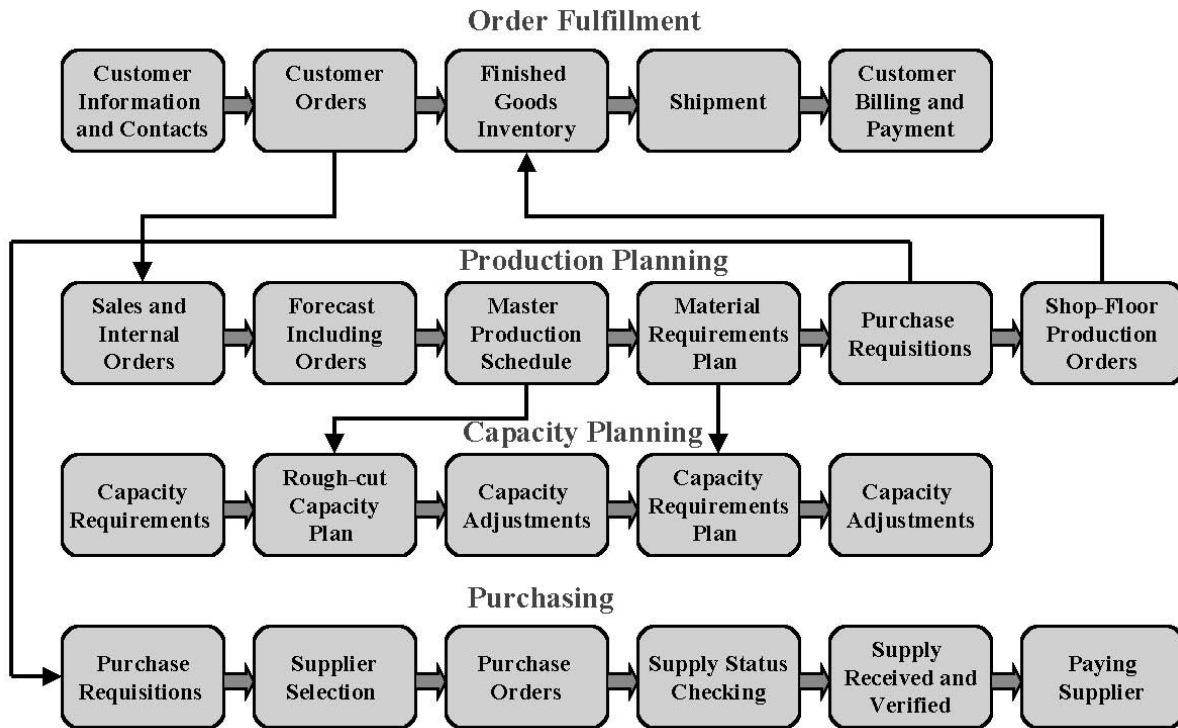 Order Fulfillment
Customer
Information
and Contacts
Customer
Orders
Finished
Goods
Inventory
Shipment
Customer
Billing and
Payment
Production Planning
Sales and
Internal
Orders
Forecast
Including
Orders
Master
Production
Schedule
Material
Requirements
Plan
Purchase
Requisitions
Shop-Floor
Production
Orders
Capacity Planning
Capacity
Requirements
Rough-cut
Capacity
Plan
Capacity
Adjustments
Capacity
Requirements
Plan
Capacity
Adjustments
Purchasing
Purchase
Requisitions
Supplier
Selection
Purchase
Orders
Supply Status
Checking
Supply
Received and
Verified
Paying
Supplier